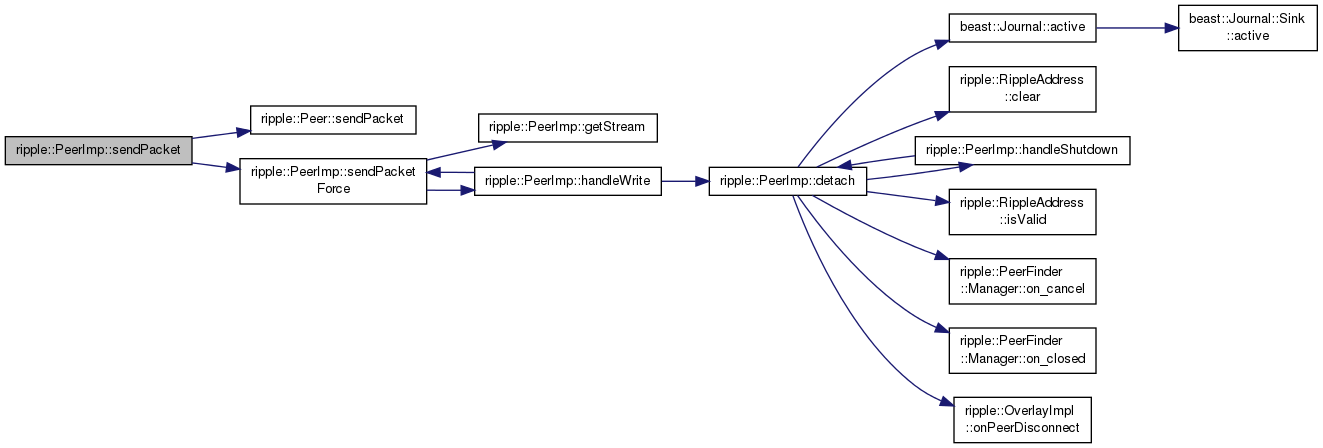 ripple::PeerImp::sendPacket
ripple::Peer::sendPacket
ripple::PeerImp::sendPacket
Force
ripple::PeerImp::getStream
ripple::PeerImp::handleWrite
ripple::PeerImp::detach
beast::Journal::active
beast::Journal::Sink
::active
ripple::RippleAddress
::clear
ripple::PeerImp::handleShutdown
ripple::RippleAddress
::isValid
ripple::PeerFinder
::Manager::on_cancel
ripple::PeerFinder
::Manager::on_closed
ripple::OverlayImpl
::onPeerDisconnect